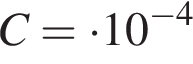 C = ·10⁻⁴